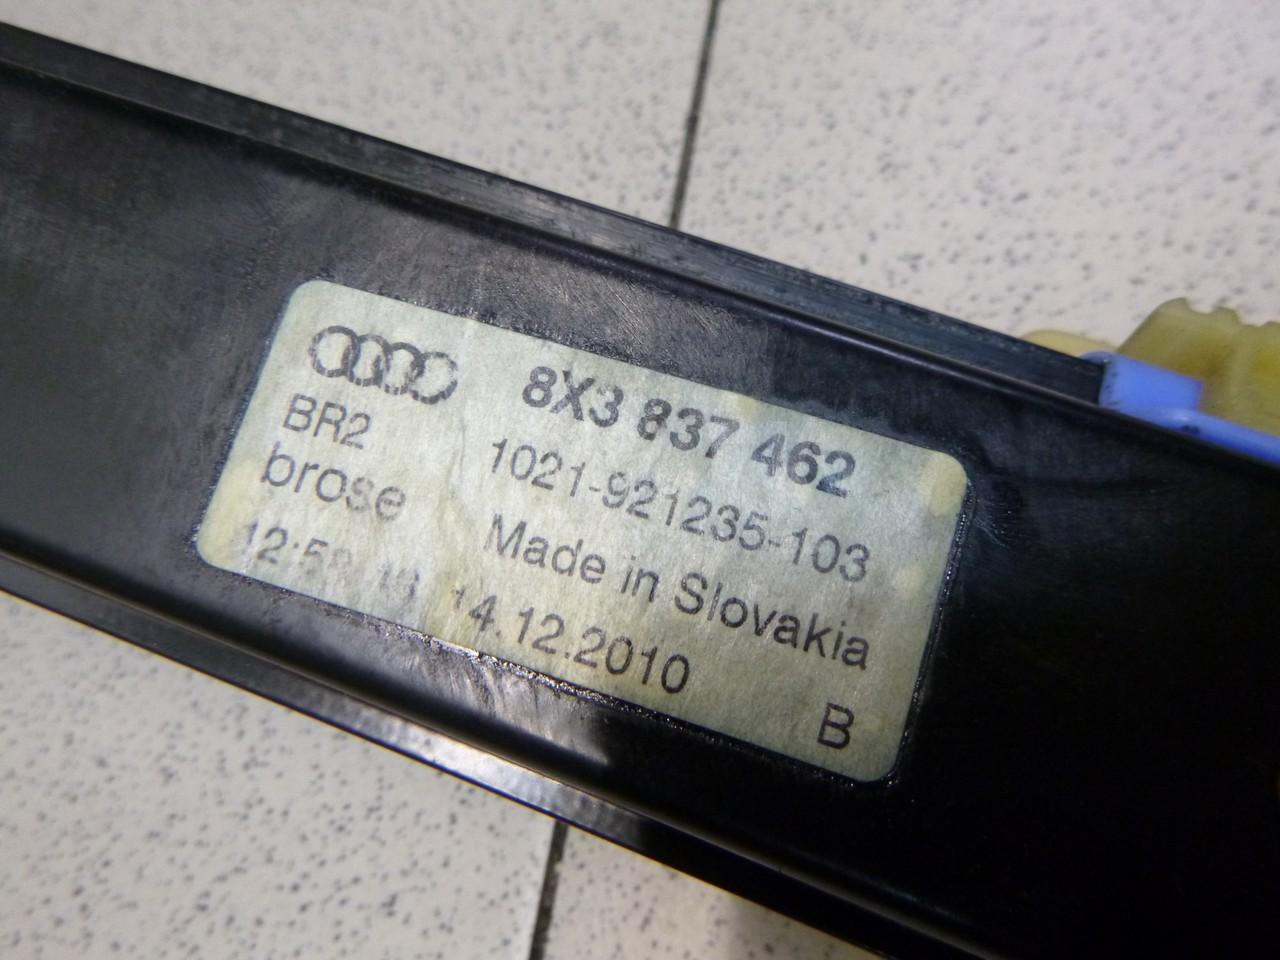 8X3 837 462
BR2
1021-921235-103
brose
Made in Slovakia
14.12.2010
B